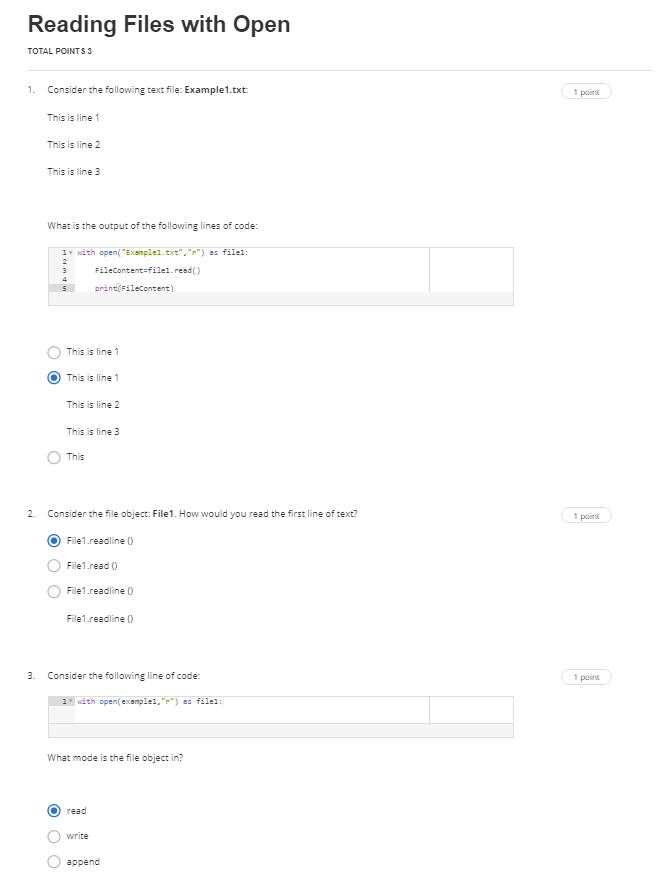 Reading Files with Open
TOTAL POINTS 3
1. Consider the following text file: Example1.txt: 1 point
This is line 1
This is line 2
This is line 3
What is the output of the following lines of code:
1 with open("Example1.txt","r") as file1:
2
3 FileContent=file1.read()
4
5 print(FileContent)
This is line 1
This is line 1
This is line 2
This is line 3
This
2. Consider the file object: File1. How would you read the first line of text? 1 point
File1.readline ()
File1.read ()
File1.readline ()
File1.readline ()
3. Consider the following line of code: 1 point
1 with open(example1,"r") as file1:
What mode is the file object in?
read
write
append